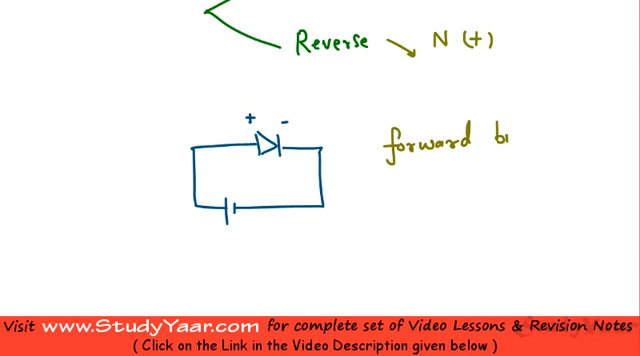 Reverse N (+)
+ -
forward b
Visit www.StudyYaar.com for complete set of Video Lessons & Revision Notes
( Click on the Link in the Video Description given below )